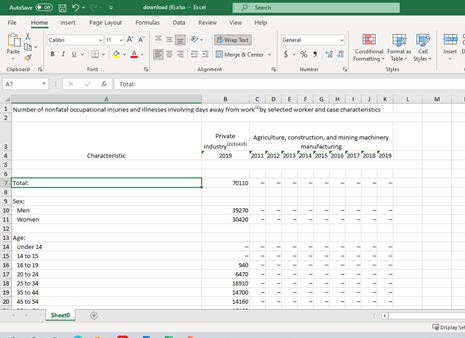 AutoSave Off download (6).xlsx - Excel Search
File Home Insert Page Layout Formulas Data Review View Help
Calibri 11 A A Wrap Text General
Paste B I U A Merge & Center $ % Conditional Formatting Format as Table Cell Styles Insert
Clipboard Font Alignment Number Styles
A7 fx Total:
A B C D E F G H I J K L M
1 Number of nonfatal occupational injuries and illnesses involving days away from work by selected worker and case characteristics
2
3 Characteristic Private industry Agriculture, construction, and mining machinery manufacturing
4 2019 2011 2012 2013 2014 2015 2016 2017 2018 2019
5
6
7 Total: 70110 – – – – – – – – –
8
9 Sex:
10 Men 39270 – – – – – – – – –
11 Women 30420 – – – – – – – – –
12
13 Age:
14 Under 14 – – – – – – – – – –
15 14 to 15 – – – – – – – – – –
16 16 to 19 940 – – – – – – – – –
17 20 to 24 6470 – – – – – – – – –
18 25 to 34 16910 – – – – – – – – –
19 35 to 44 14700 – – – – – – – – –
20 45 to 54 14160 – – – – – – – – –
Sheet0
Display Se